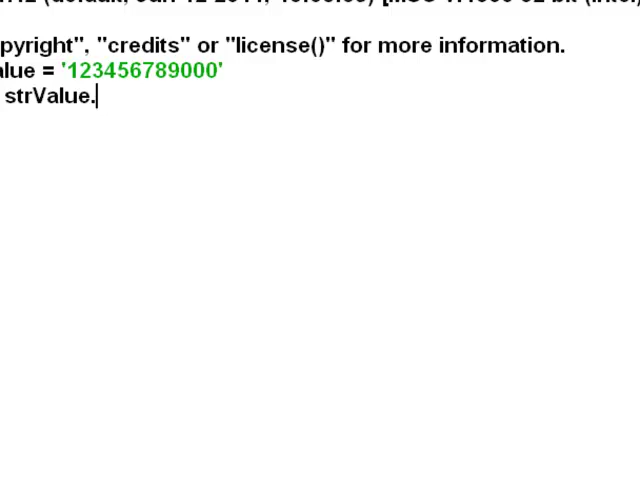 opyright", "credits" or "license()" for more information.
alue = '123456789000'
strValue.